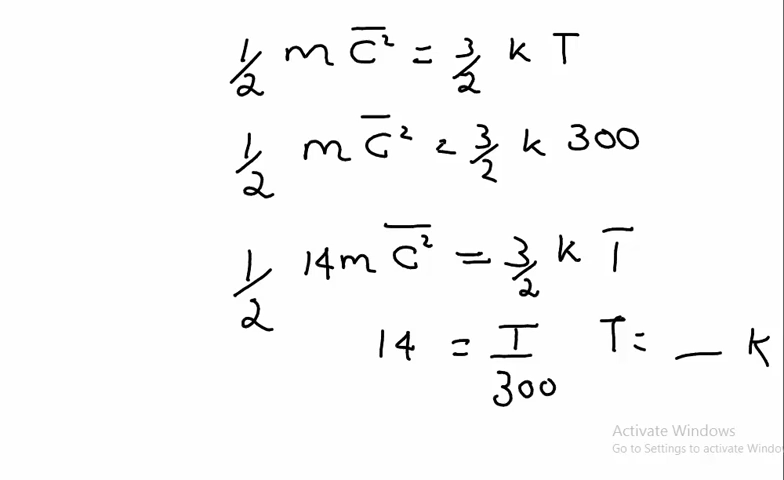 1/2 m c̅² = 3/2 k T
1/2 m c̅² = 3/2 k 300
1/2 14m c̅² = 3/2 k T
14 = T/300 T = _ K
Activate Windows
Go to Settings to activate Windo